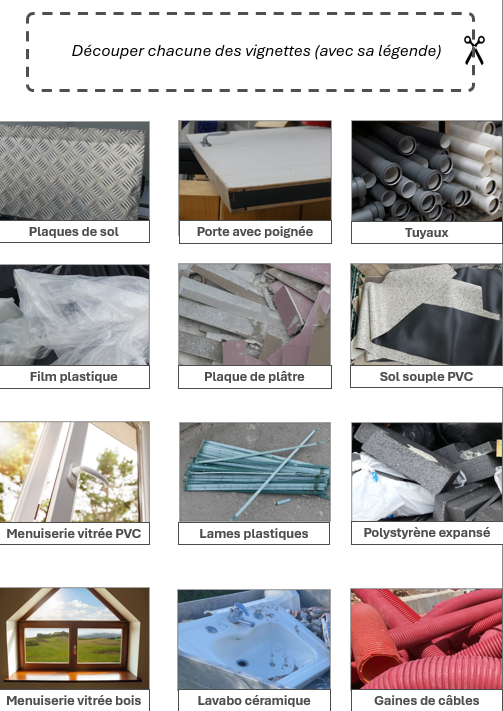 Découper chacune des vignettes (avec sa légende)
Plaques de sol
Porte avec poignée
Tuyaux
Film plastique
Plaque de plâtre
Sol souple PVC
Menuiserie vitrée PVC
Lames plastiques
Polystyrène expansé
Menuiserie vitrée bois
Lavabo céramique
Gaines de câbles